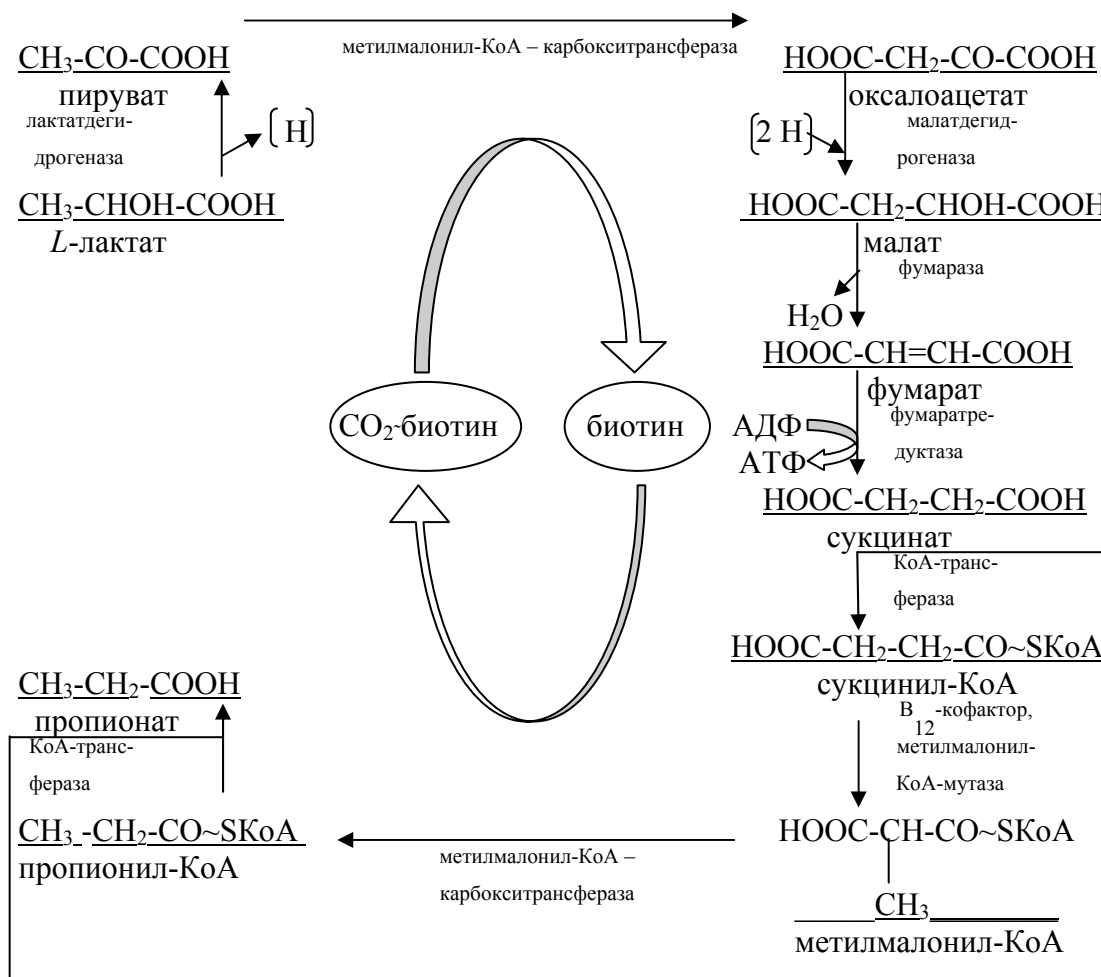 метилмалонил-КоА – карбокситрансфераза
CH₃-CO-COOH
пируват
лактатдеги-
дрогеназа
[ H]
CH₃-CHOH-COOH
L-лактат
HOOC-CH₂-CO-COOH
оксалоацетат
[2 H]
малатдегид-
рогеназа
HOOC-CH₂-CHOH-COOH
малат
фумараза
H₂O
HOOC-CH=CH-COOH
фумарат
фумаратре-
дуктаза
АДФ
АТФ
CO₂~биотин
биотин
HOOC-CH₂-CH₂-COOH
сукцинат
КоА-транс-
фераза
HOOC-CH₂-CH₂-CO~SKoA
сукцинил-КоА
B₁₂-кофактор,
метилмалонил-
КоА-мутаза
HOOC-CH-CO~SKoA
CH₃
метилмалонил-КоА
метилмалонил-КоА –
карбокситрансфераза
CH₃-CH₂-COOH
пропионат
КоА-транс-
фераза
CH₃ -CH₂-CO~SKoA
пропионил-КоА